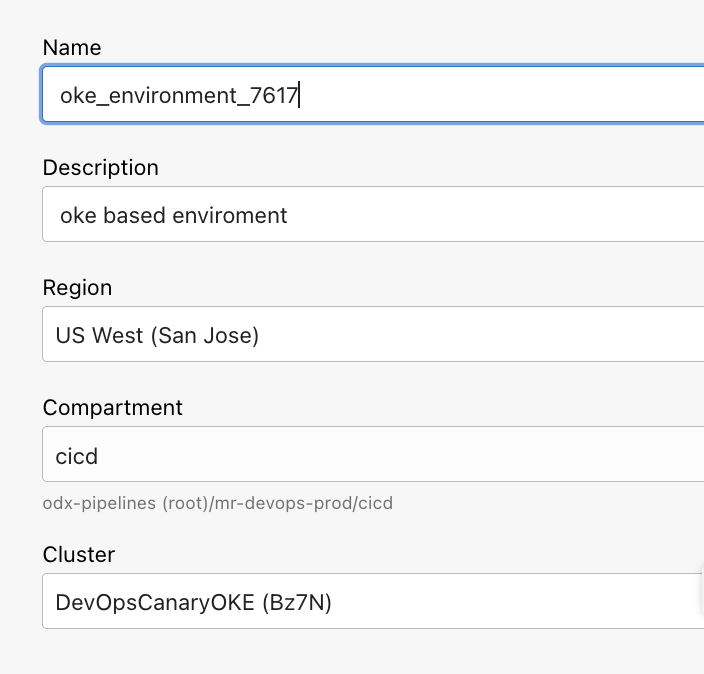 Name
oke_environment_7617
Description
oke based enviroment
Region
US West (San Jose)
Compartment
cicd
odx-pipelines (root)/mr-devops-prod/cicd
Cluster
DevOpsCanaryOKE (Bz7N)